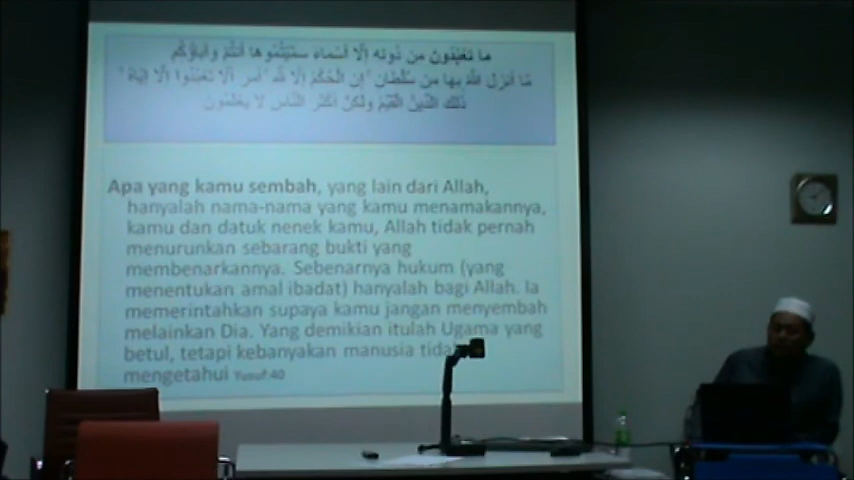 ما تعبدون من دونه إلا أسماء سميتموها أنتم وآباؤكم
مّا أنزل الله بها من سلطان ۚ إن الحكم إلا لله ۚ أمر ألا تعبدوا إلا إياه ۚ
ذلك الدين القيم ولكن أكثر الناس لا يعلمون
Apa yang kamu sembah, yang lain dari Allah,
hanyalah nama-nama yang kamu menamakannya,
kamu dan datuk nenek kamu, Allah tidak pernah
menurunkan sebarang bukti yang
membenarkannya. Sebenarnya hukum (yang
menentukan amal ibadat) hanyalah bagi Allah. Ia
memerintahkan supaya kamu jangan menyembah
melainkan Dia. Yang demikian itulah Ugama yang
betul, tetapi kebanyakan manusia tida
mengetahui Yusuf:40